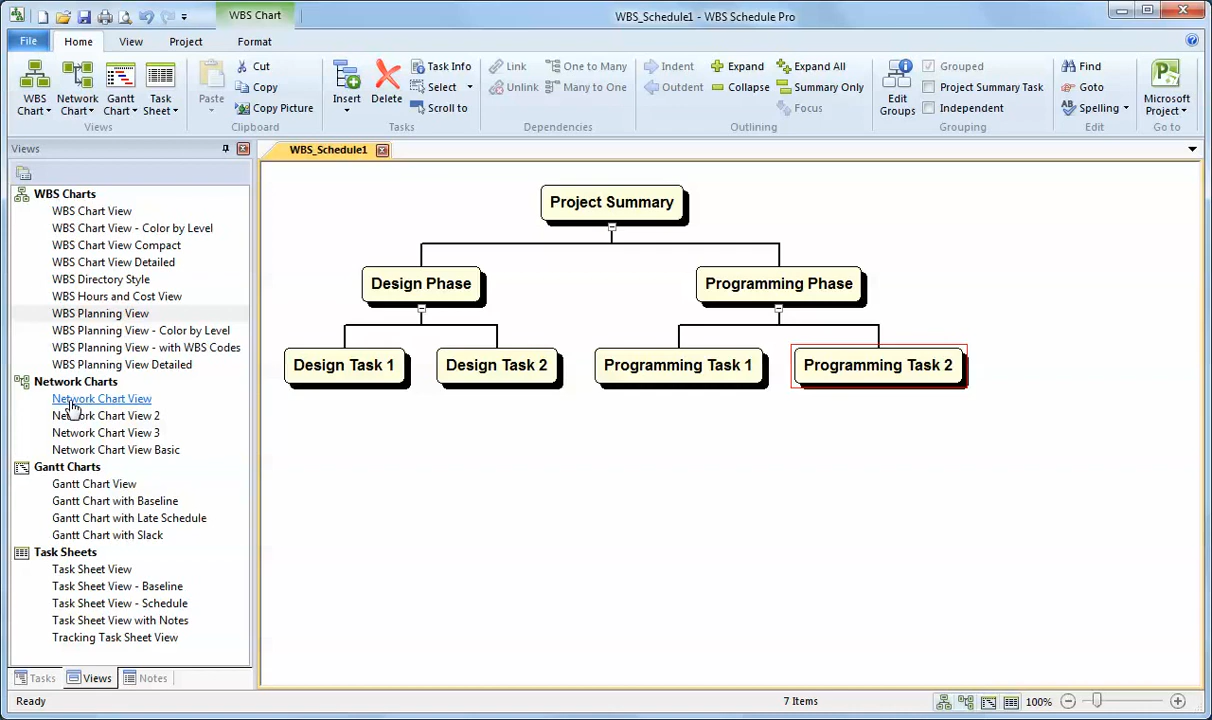 WBS Chart
WBS_Schedule1 - WBS Schedule Pro
File Home View Project Format
WBS Chart
Network Chart
Gantt Chart
Task Sheet
Views
Paste
Cut
Copy
Copy Picture
Clipboard
Insert
Delete
Task Info
Select
Scroll to
Tasks
Link
Unlink
One to Many
Many to One
Dependencies
Indent
Outdent
Expand
Collapse
Expand All
Summary Only
Focus
Outlining
Edit Groups
Grouped
Project Summary Task
Independent
Grouping
Find
Goto
Spelling
Edit
Microsoft Project
Go to
Views
WBS_Schedule1
WBS Charts
WBS Chart View
WBS Chart View - Color by Level
WBS Chart View Compact
WBS Chart View Detailed
WBS Directory Style
WBS Hours and Cost View
WBS Planning View
WBS Planning View - Color by Level
WBS Planning View - with WBS Codes
WBS Planning View Detailed
Network Charts
Network Chart View
Network Chart View 2
Network Chart View 3
Network Chart View Basic
Gantt Charts
Gantt Chart View
Gantt Chart with Baseline
Gantt Chart with Late Schedule
Gantt Chart with Slack
Task Sheets
Task Sheet View
Task Sheet View - Baseline
Task Sheet View - Schedule
Task Sheet View with Notes
Tracking Task Sheet View
Project Summary
Design Phase
Programming Phase
Design Task 1
Design Task 2
Programming Task 1
Programming Task 2
Tasks Views Notes
Ready
7 Items
100%